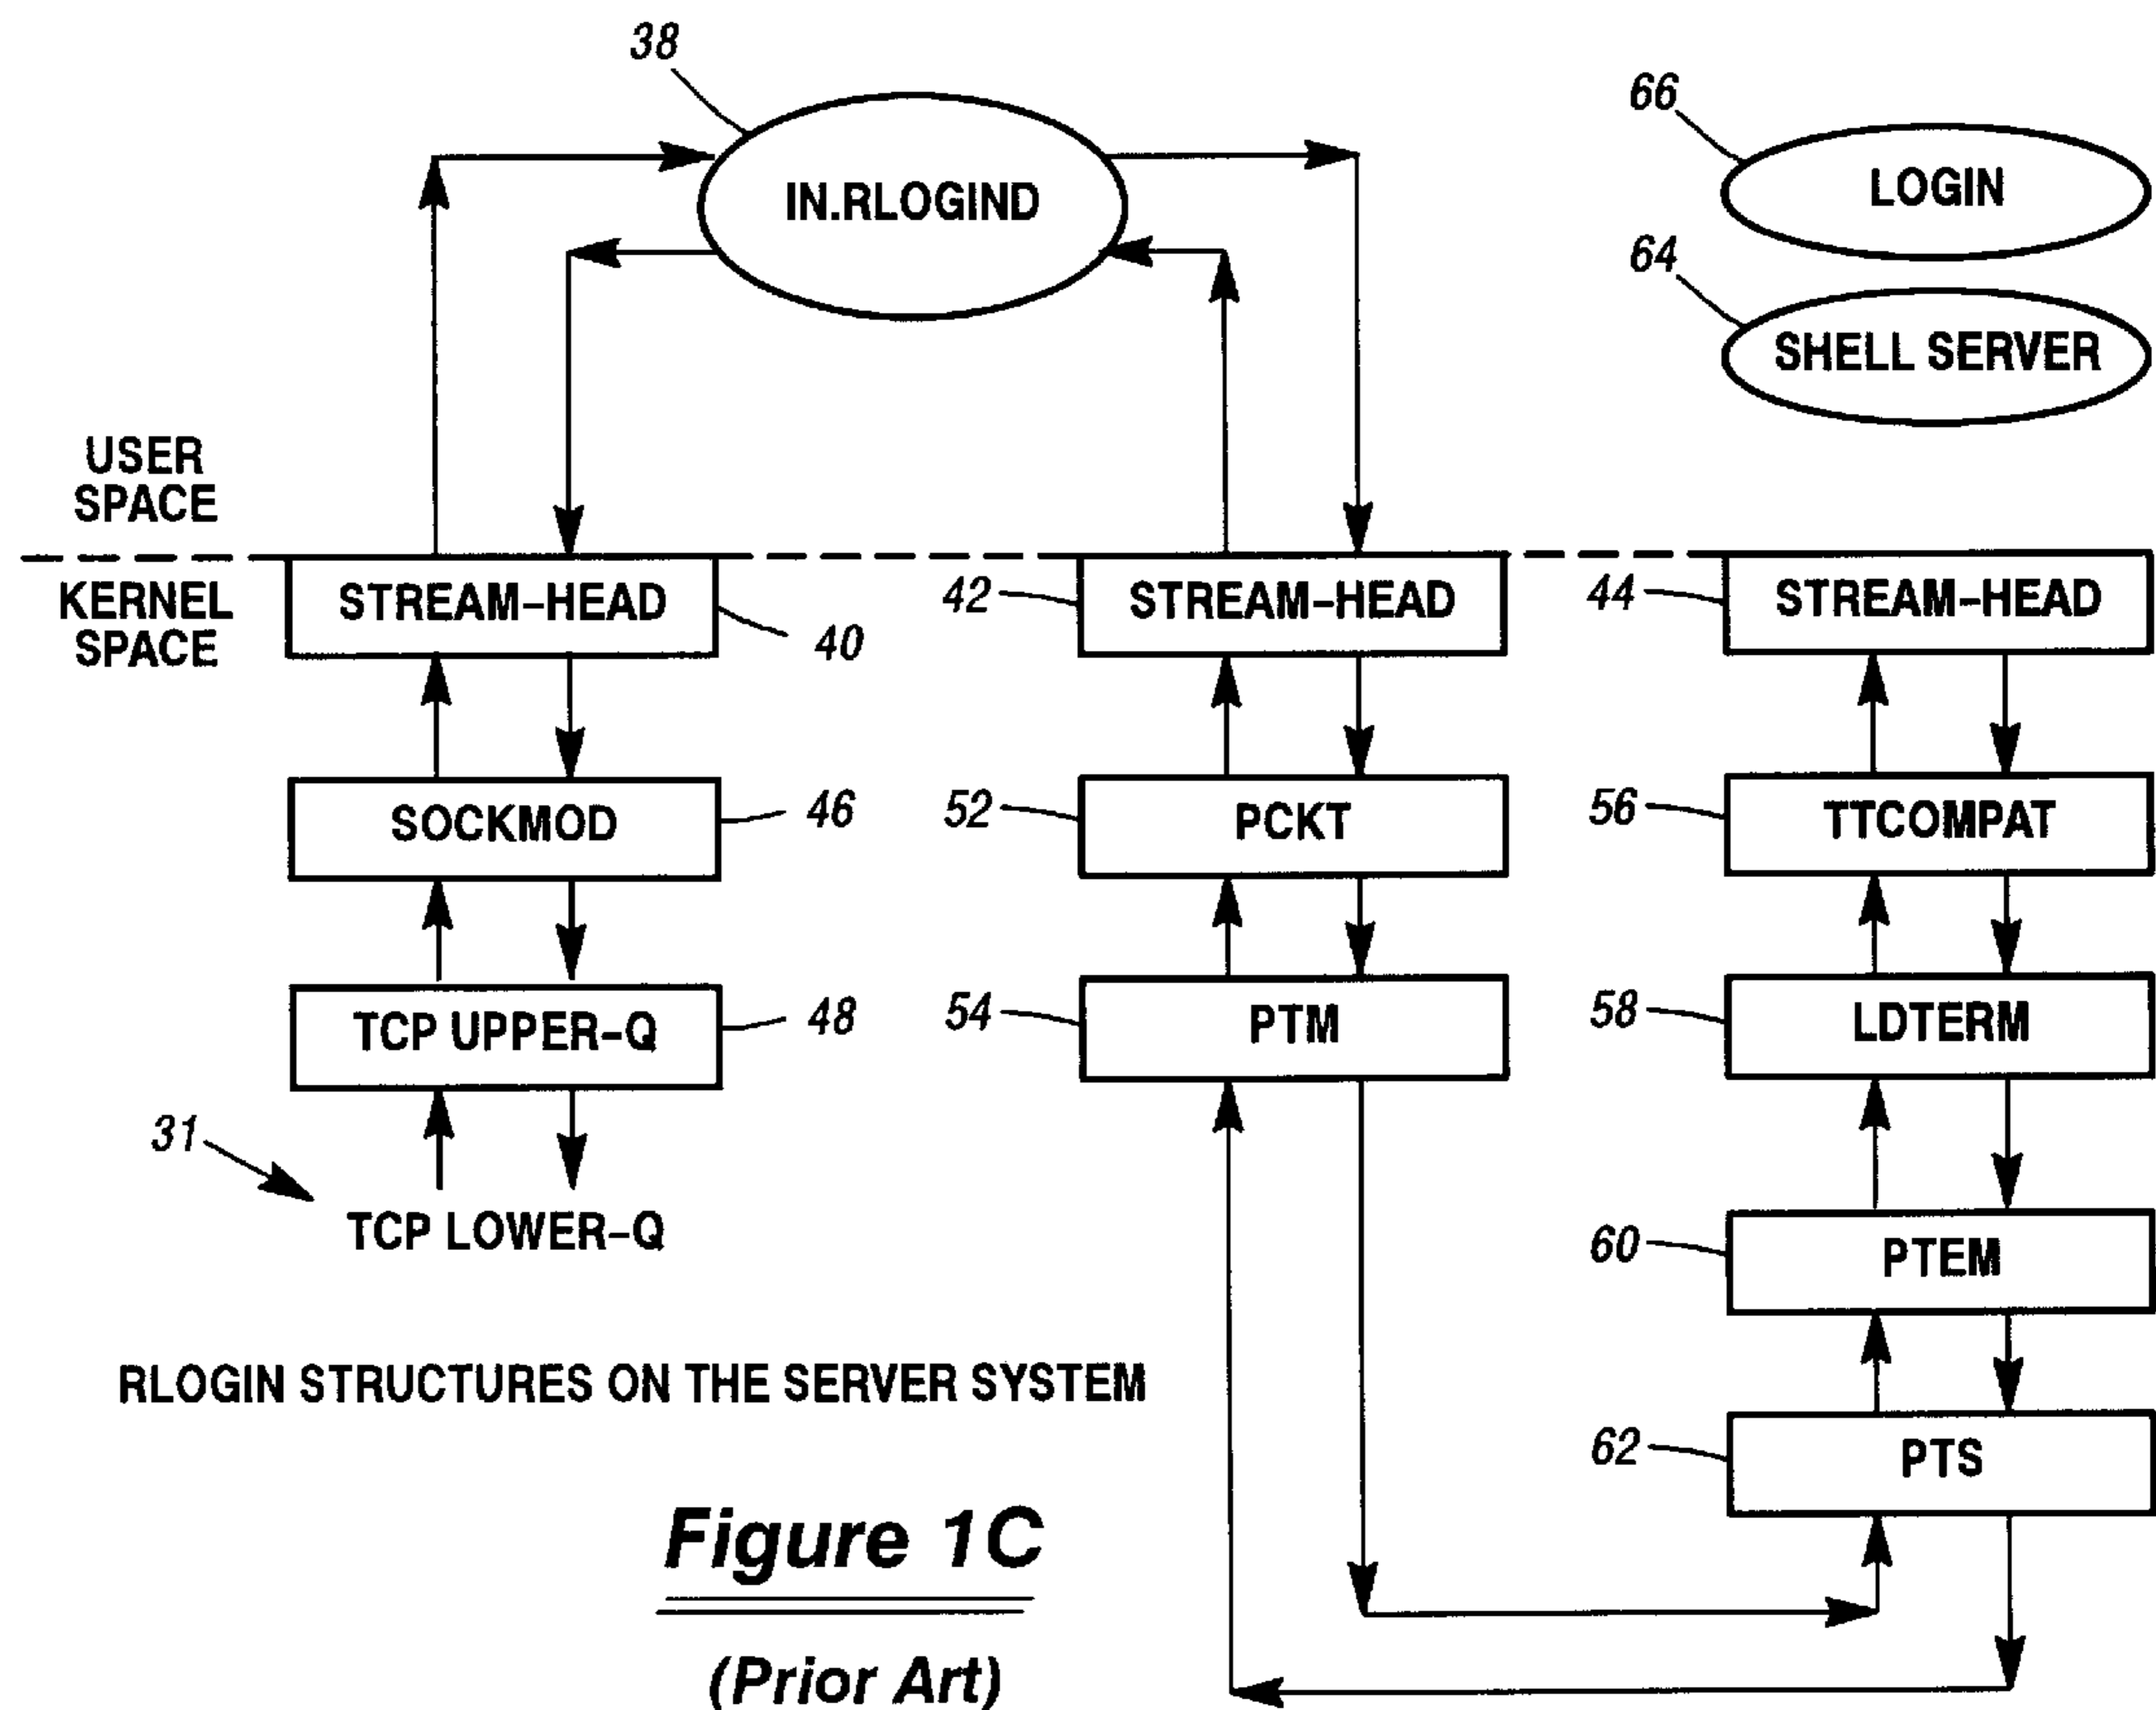 38
66
IN.RLOGIND
LOGIN
64
SHELL SERVER
USER
SPACE
KERNEL
SPACE
STREAM-HEAD
40
42
STREAM-HEAD
44
STREAM-HEAD
SOCKMOD
46
52
PCKT
56
TTCOMPAT
TCP UPPER-Q
48
54
PTM
58
LDTERM
31
TCP LOWER-Q
60
PTEM
RLOGIN STRUCTURES ON THE SERVER SYSTEM
62
PTS
Figure 1C
(Prior Art)